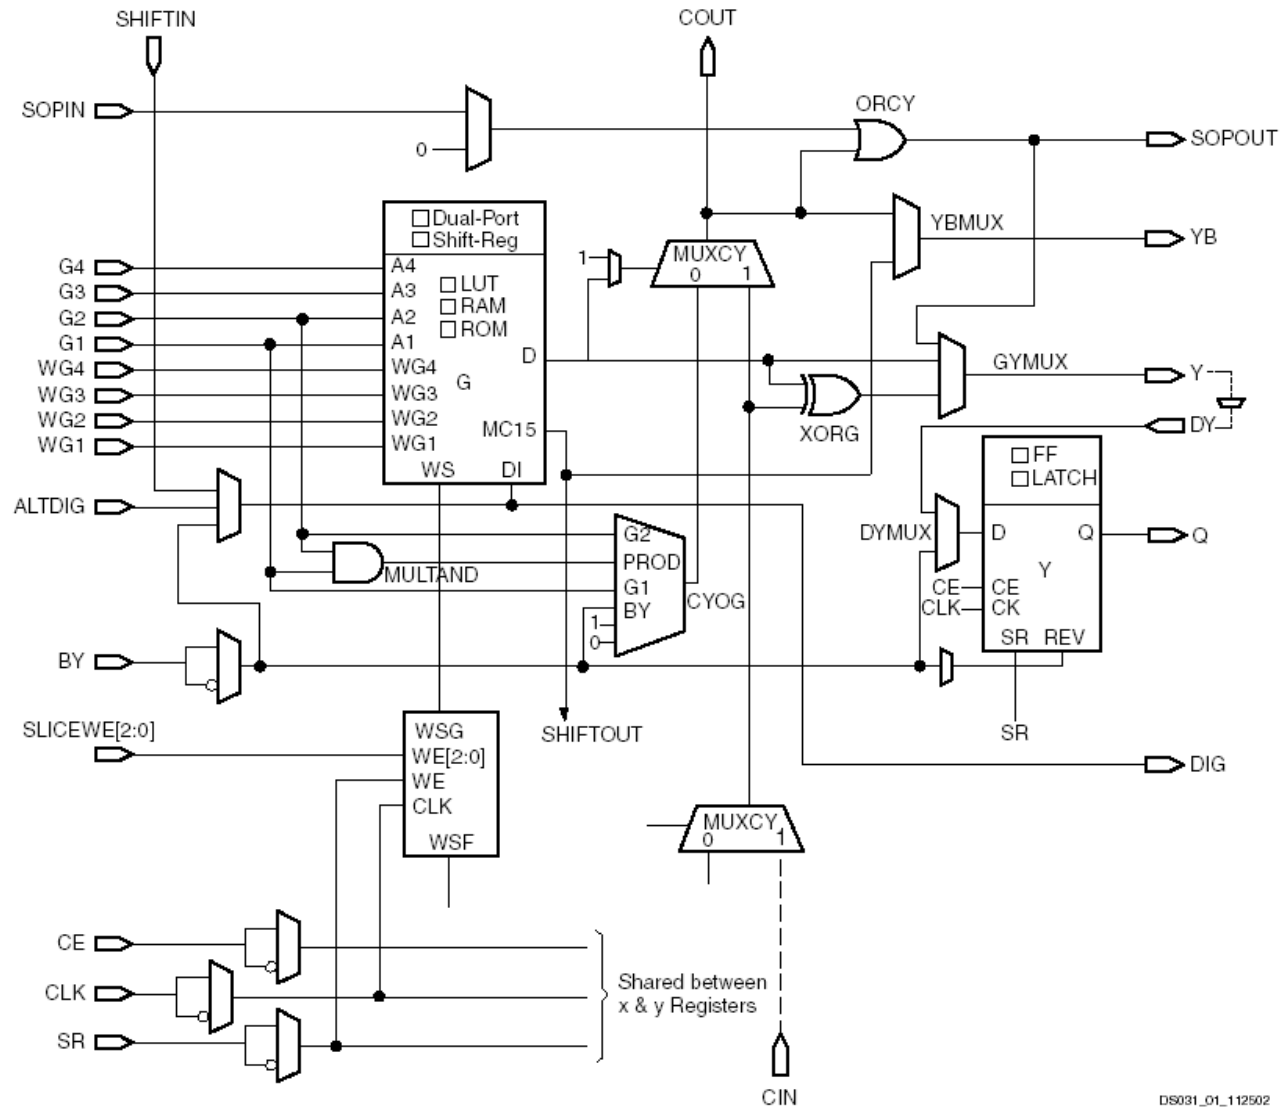 SHIFTIN
COUT
SOPIN
ORCY
0
SOPOUT
Dual-Port
Shift-Reg
YBMUX
YB
MUXCY
0 1
1
G4
G3
G2
G1
WG4
WG3
WG2
WG1
A4
A3
A2
A1
WG4
WG3
WG2
WG1
LUT
RAM
ROM
D
G
MC15
WS
DI
GYMUX
Y
DY
XORG
FF
LATCH
ALTDIG
DYMUX
D
Q
Q
Y
CE
CLK
CE
CK
SR REV
SR
MULTAND
G2
PROD
G1
BY
1
0
CYOG
BY
SHIFTOUT
SLICEWE[2:0]
WSG
WE[2:0]
WE
CLK
WSF
DIG
MUXCY
0 1
CE
CLK
SR
Shared between
x & y Registers
CIN
DS031_01_112502